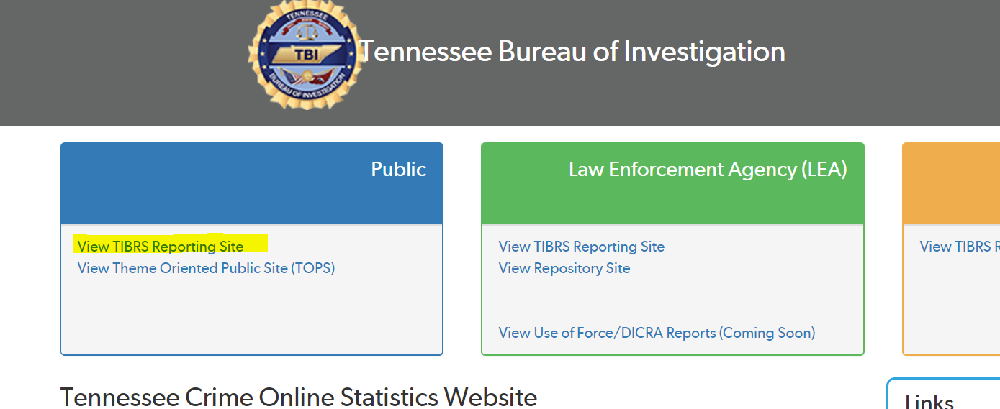 TENNESSEE
TBI
BUREAU OF INVESTIGATION
Tennessee Bureau of Investigation
Public
View TIBRS Reporting Site
View Theme Oriented Public Site (TOPS)
Law Enforcement Agency (LEA)
View TIBRS Reporting Site
View Repository Site
View Use of Force/DICRA Reports (Coming Soon)
View TIBRS R
Tennessee Crime Online Statistics Website
Links